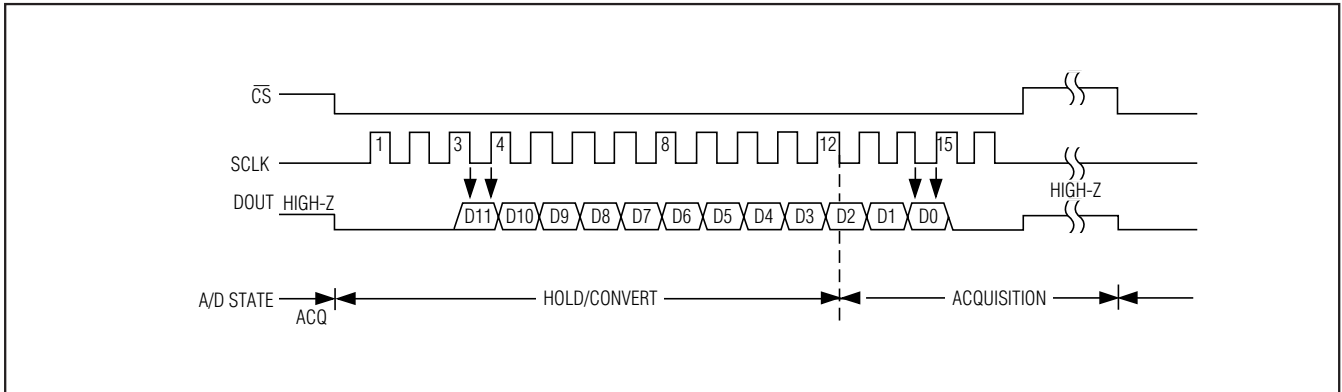 C̅S̅
SCLK 1 3 4 8 12 15
DOUT HIGH-Z D11 D10 D9 D8 D7 D6 D5 D4 D3 D2 D1 D0 HIGH-Z
A/D STATE HOLD/CONVERT ACQUISITION
ACQ